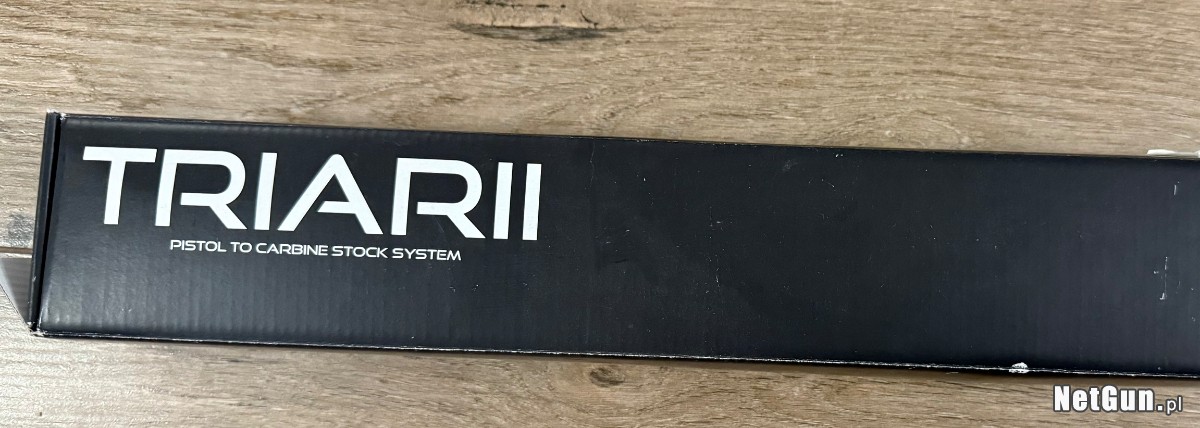 TRIARII
PISTOL TO CARBINE STOCK SYSTEM
NetGun.pl